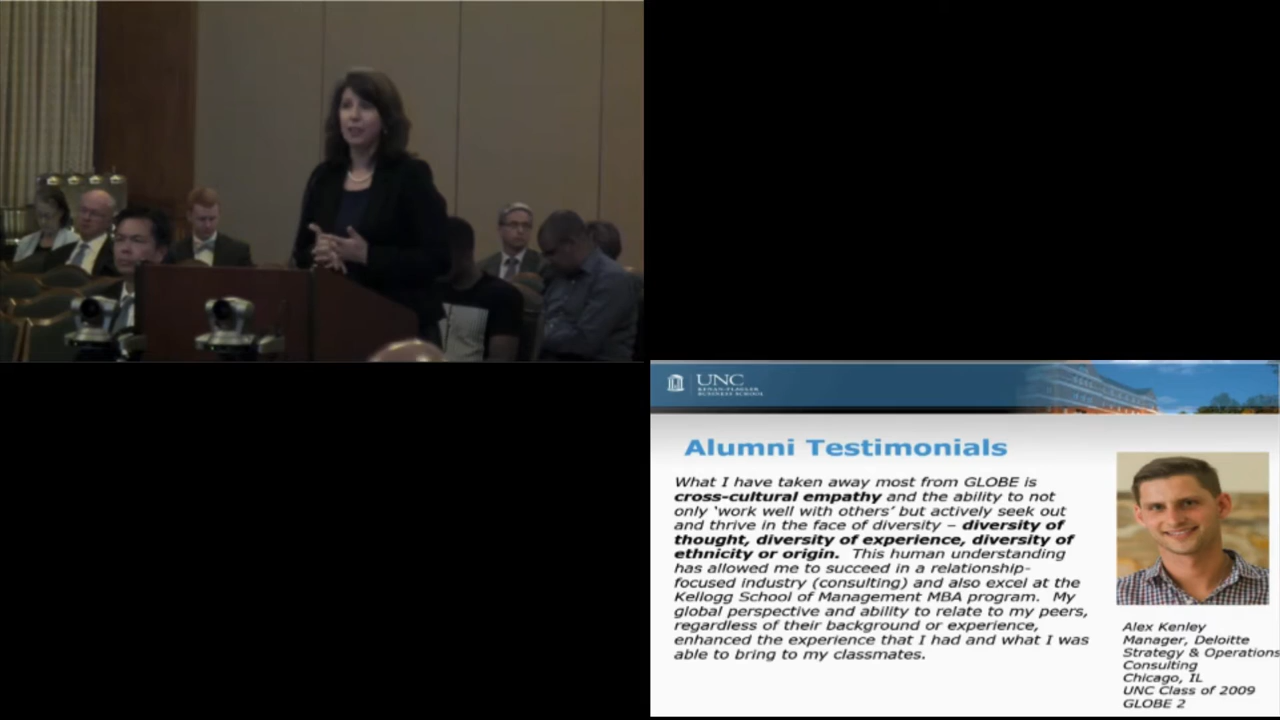 UNC
KENAN-FLAGLER
BUSINESS SCHOOL
Alumni Testimonials
What I have taken away most from GLOBE is
cross-cultural empathy and the ability to not
only ‘work well with others’ but actively seek out
and thrive in the face of diversity – diversity of
thought, diversity of experience, diversity of
ethnicity or origin. This human understanding
has allowed me to succeed in a relationship-
focused industry (consulting) and also excel at the
Kellogg School of Management MBA program. My
global perspective and ability to relate to my peers,
regardless of their background or experience,
enhanced the experience that I had and what I was
able to bring to my classmates.
Alex Kenley
Manager, Deloitte
Strategy & Operations
Consulting
Chicago, IL
UNC Class of 2009
GLOBE 2